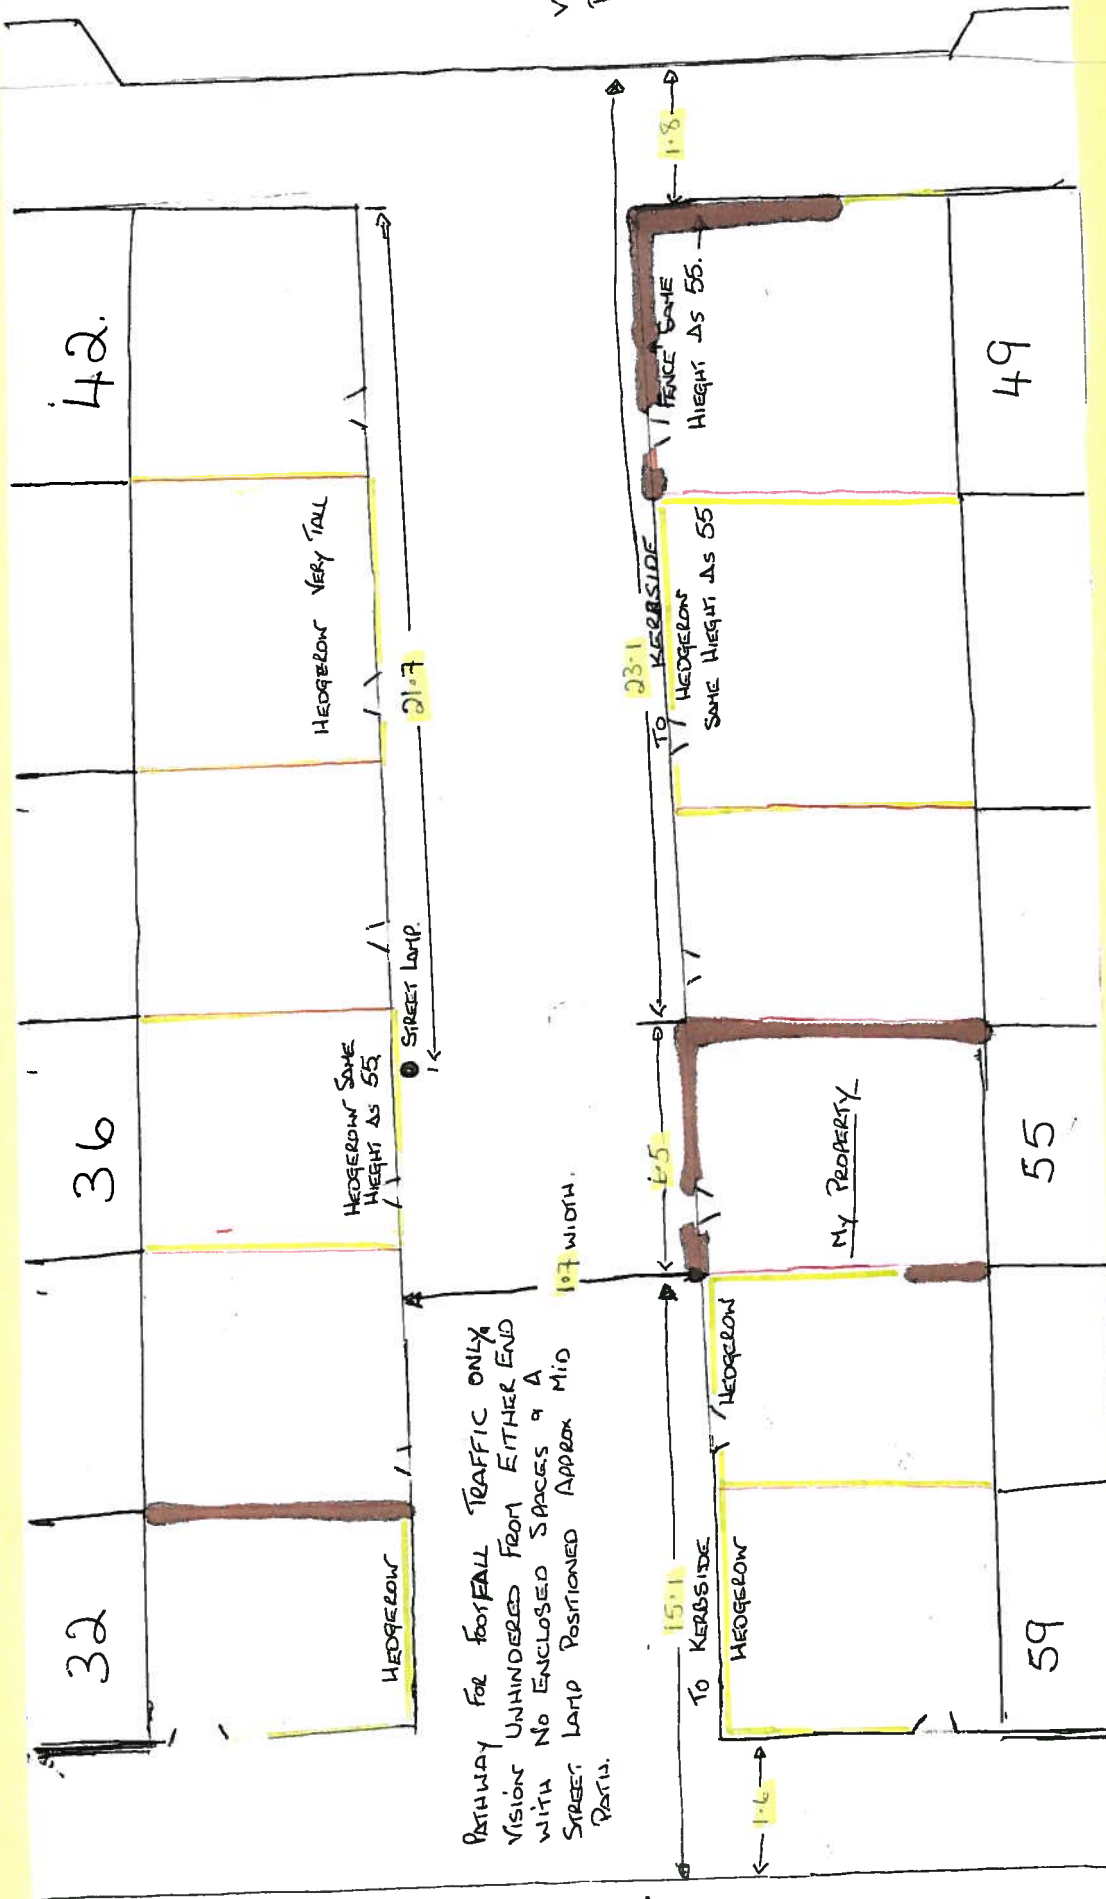 42.
36
32
HEDGEROW VERY TALL
HEDGEROW SAME
HIEGHT AS 55,
HEDGEROW
21.7
STREET LAMP.
PATHWAY FOR FOOTFALL TRAFFIC ONLY,
VISION UNHINDERED FROM EITHER END
WITH NO ENCLOSED SPACES & A
STREET LAMP POSITIONED APPROX MID
PATH.
1.7 WIDTH.
1.8
23.1
TO KERBSIDE
6.5
15.1
TO KERBSIDE
1.6
FENCE SAME
HIEGHT AS 55.
HEDGEROW
SAME HIEGHT AS 55
MY PROPERTY
HEDGEROW
HEDGEROW
49
55
59